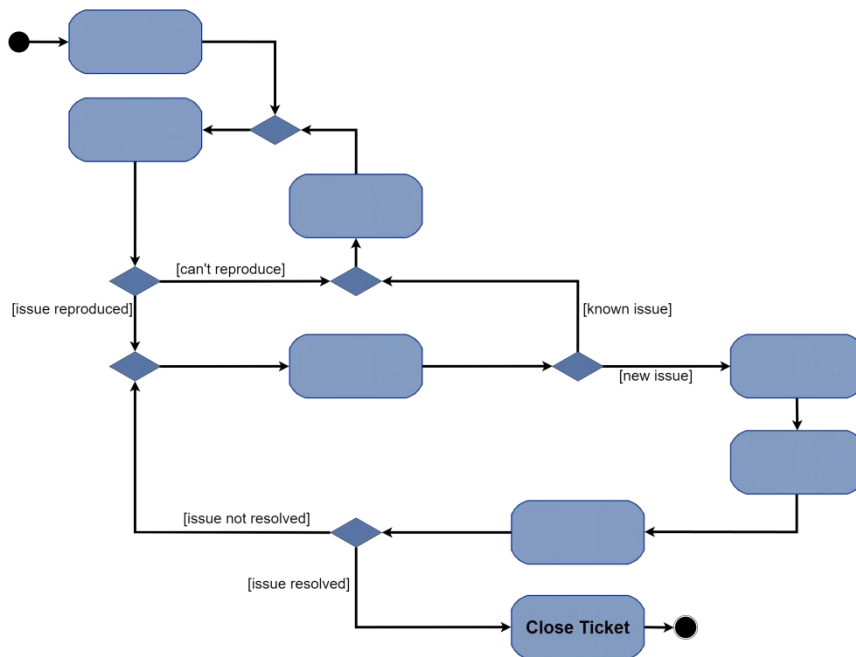 [can't reproduce]
[issue reproduced]
[known issue]
[new issue]
[issue not resolved]
[issue resolved]
Close Ticket